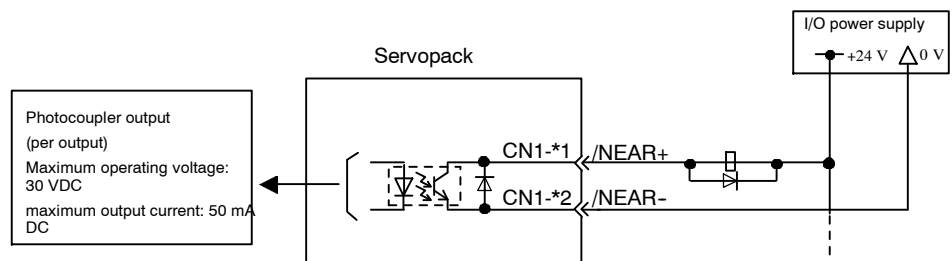 I/O power supply
+24 V
0 V
Servopack
Photocoupler output
(per output)
Maximum operating voltage:
30 VDC
maximum output current: 50 mA
DC
CN1-*1
/NEAR+
CN1-*2
/NEAR-